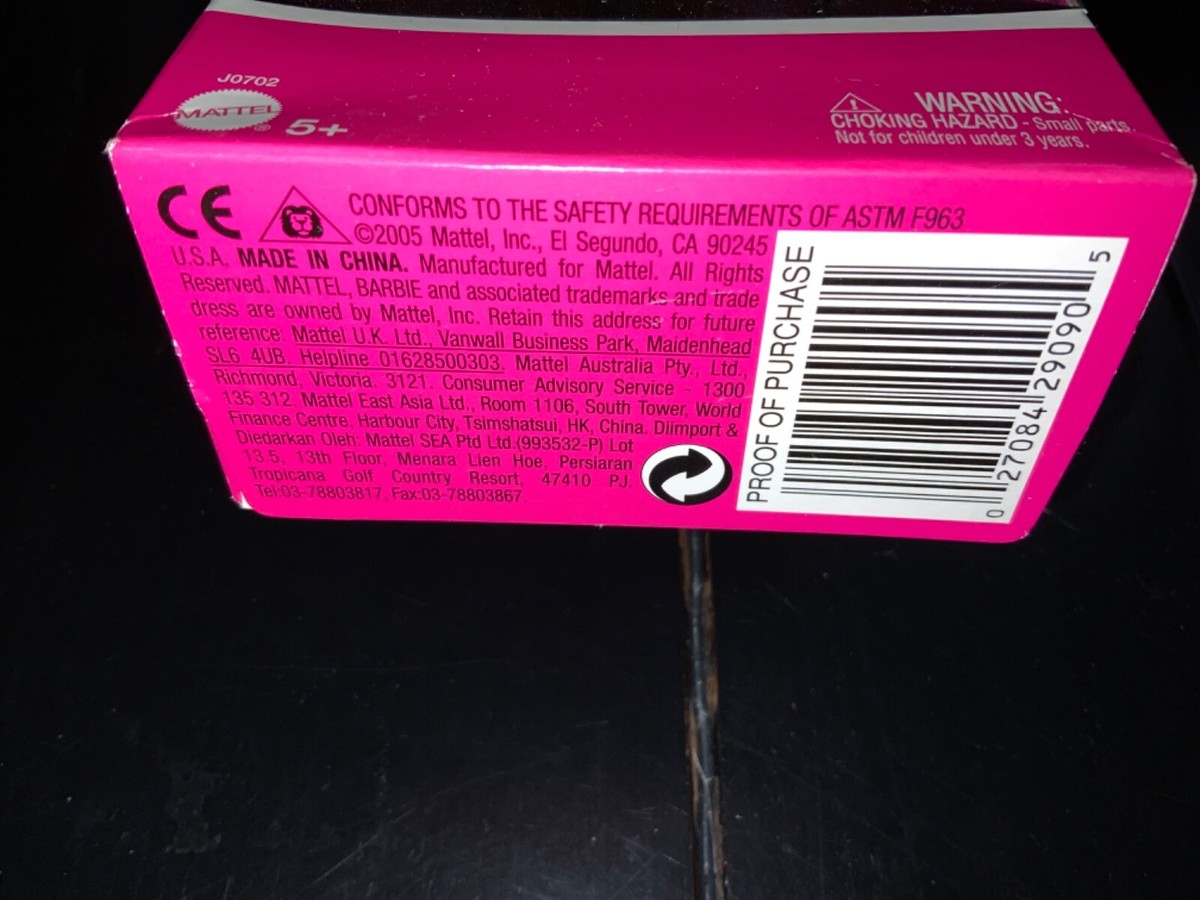 J0702
MATTEL
®
5+
WARNING:
CHOKING HAZARD - Small parts.
Not for children under 3 years.
CE
CONFORMS TO THE SAFETY REQUIREMENTS OF ASTM F963
©2005 Mattel, Inc., El Segundo, CA 90245
U.S.A. MADE IN CHINA. Manufactured for Mattel. All Rights
Reserved. MATTEL, BARBIE and associated trademarks and trade
dress are owned by Mattel, Inc. Retain this address for future
reference: Mattel U.K. Ltd., Vanwall Business Park, Maidenhead
SL6 4UB. Helpline 01628500303. Mattel Australia Pty., Ltd.,
Richmond, Victoria. 3121. Consumer Advisory Service - 1300
135 312. Mattel East Asia Ltd., Room 1106, South Tower, World
Finance Centre, Harbour City, Tsimshatsui, HK, China. Diimport &
Diedarkan Oleh: Mattel SEA Ptd Ltd.(993532-P) Lot
13.5, 13th Floor, Menara Lien Hoe, Persiaran
Tropicana Golf Country Resort, 47410 PJ.
Tel:03-78803817, Fax:03-78803867.
PROOF OF PURCHASE
0 27084 29090 5